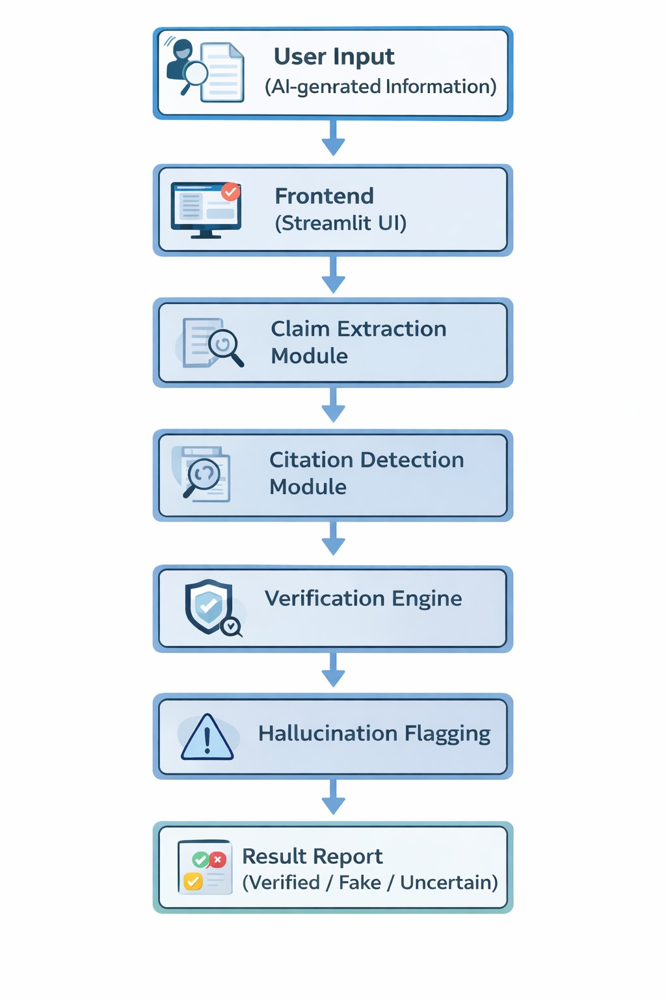 User Input
(AI-genrated Information)
Frontend
(Streamlit UI)
Claim Extraction
Module
Citation Detection
Module
Verification Engine
Hallucination Flagging
Result Report
(Verified / Fake / Uncertain)